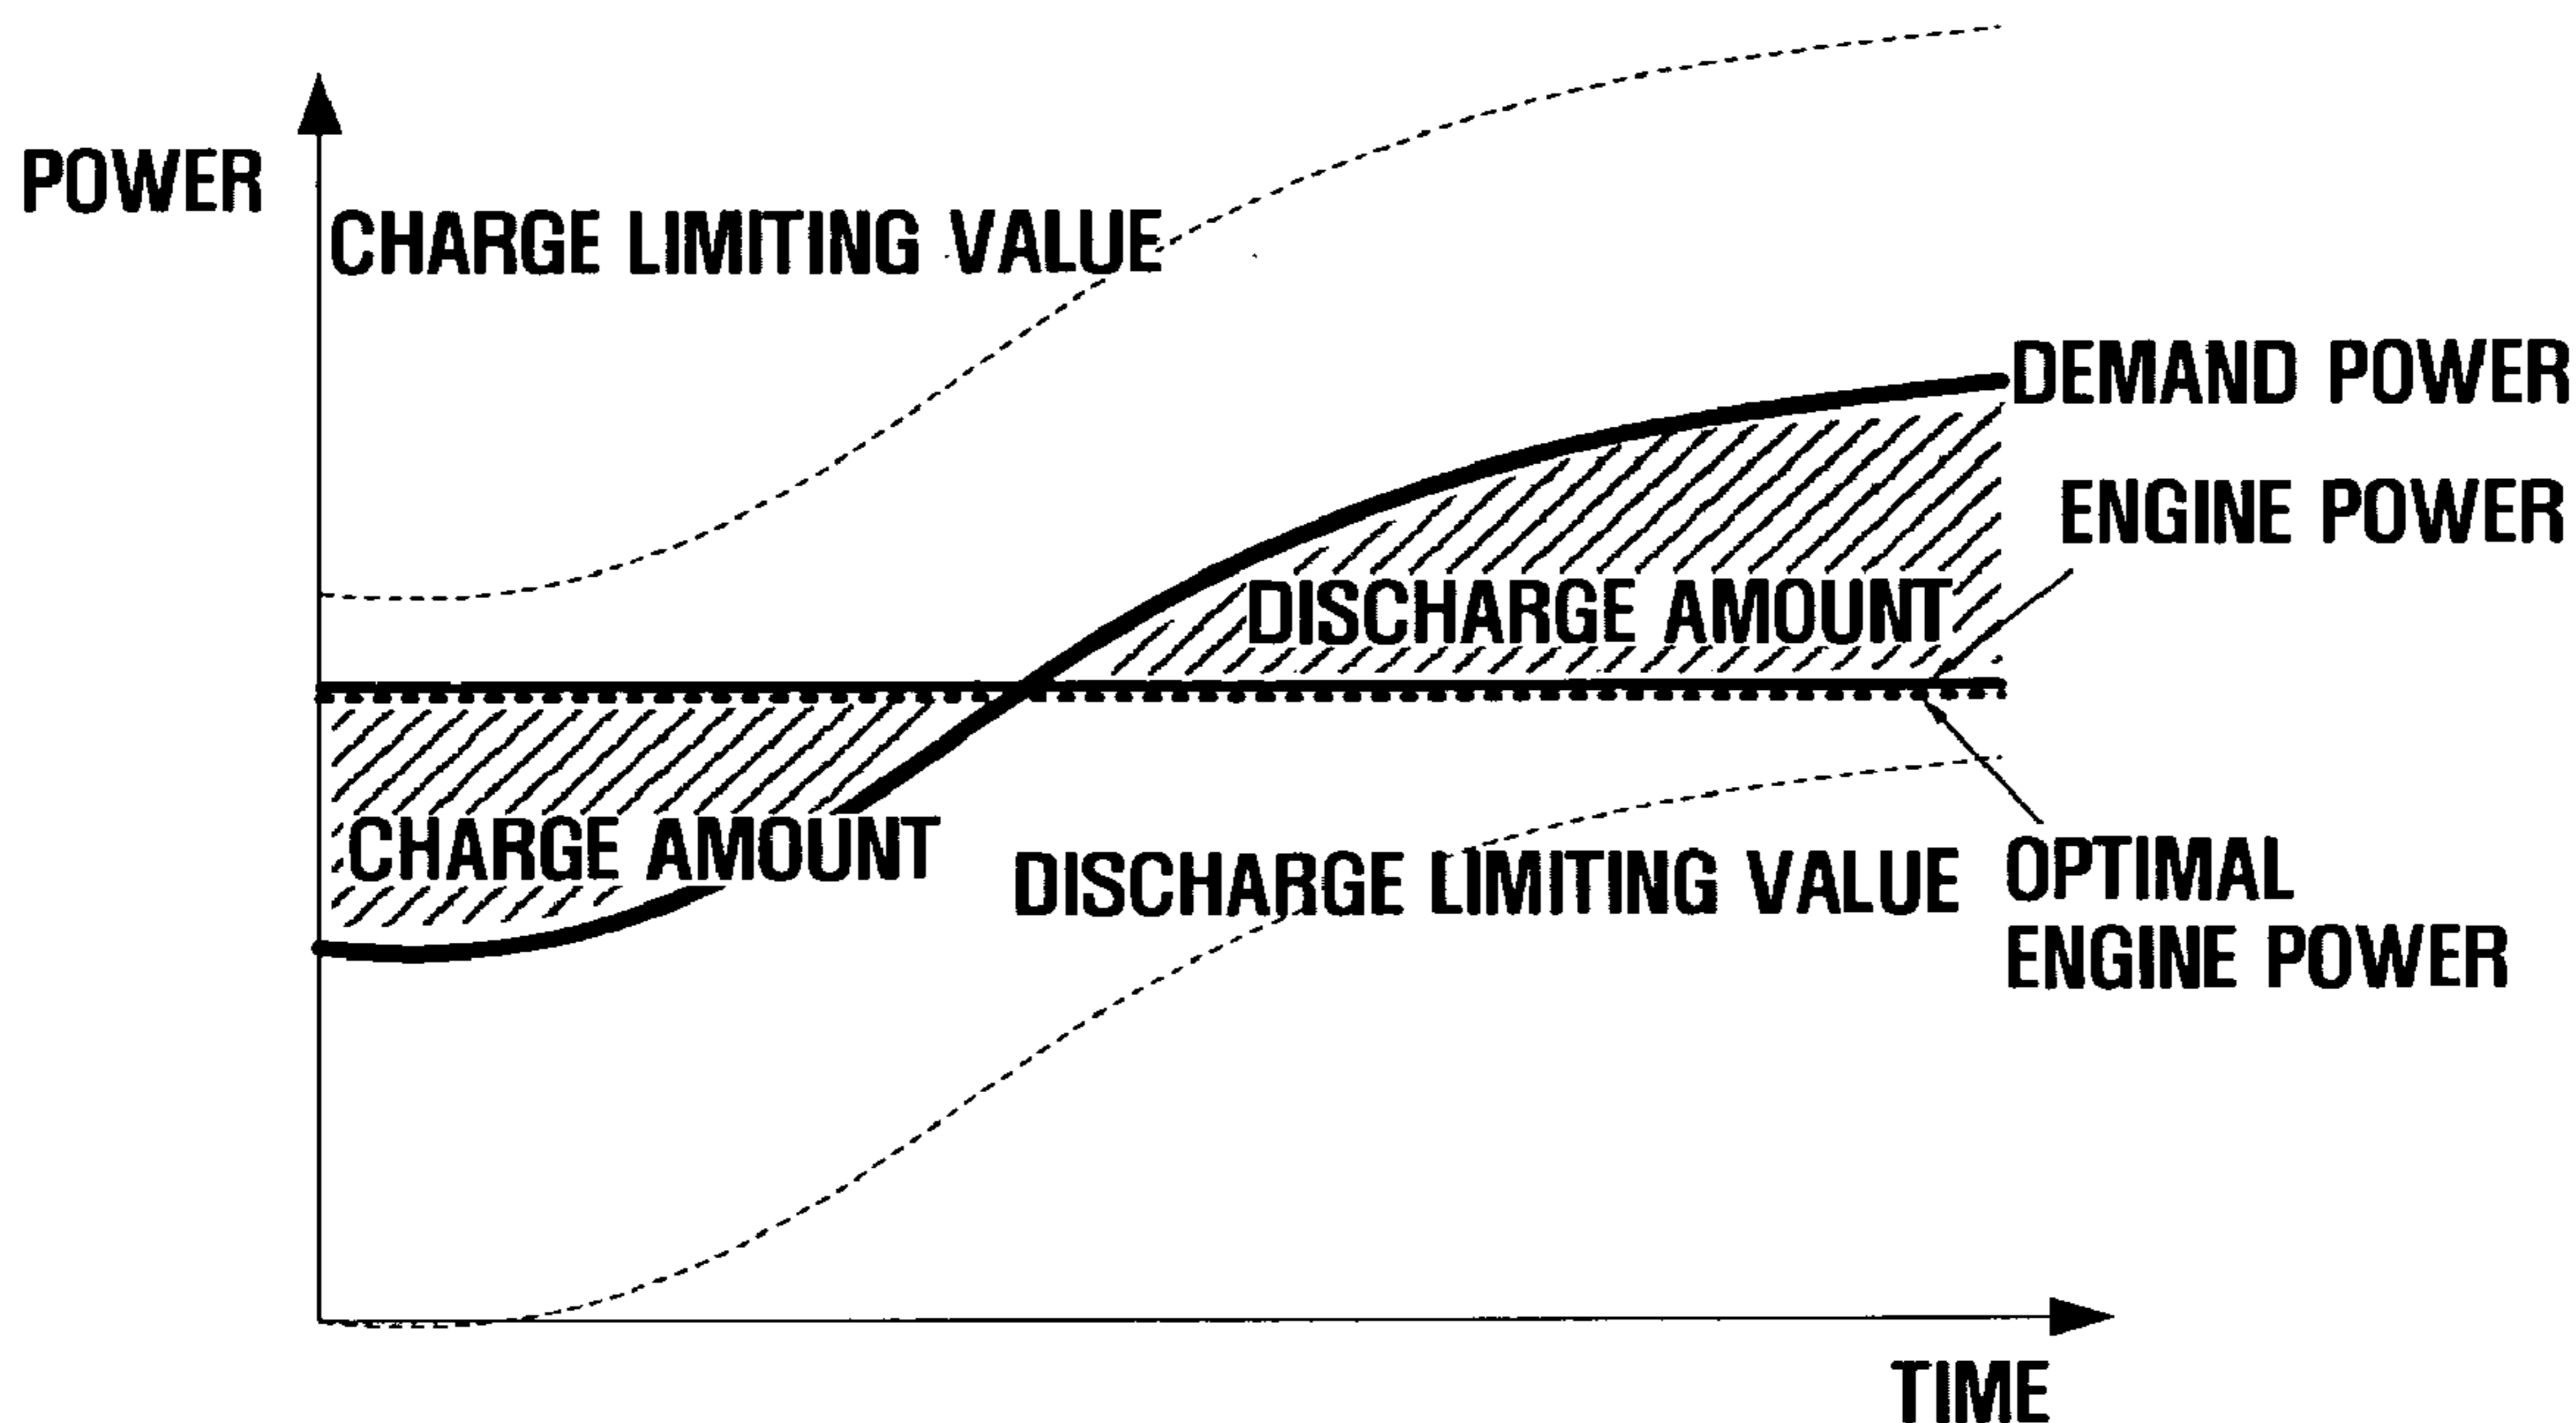 POWER
CHARGE LIMITING VALUE
DEMAND POWER
ENGINE POWER
DISCHARGE AMOUNT
CHARGE AMOUNT
DISCHARGE LIMITING VALUE
OPTIMAL
ENGINE POWER
TIME